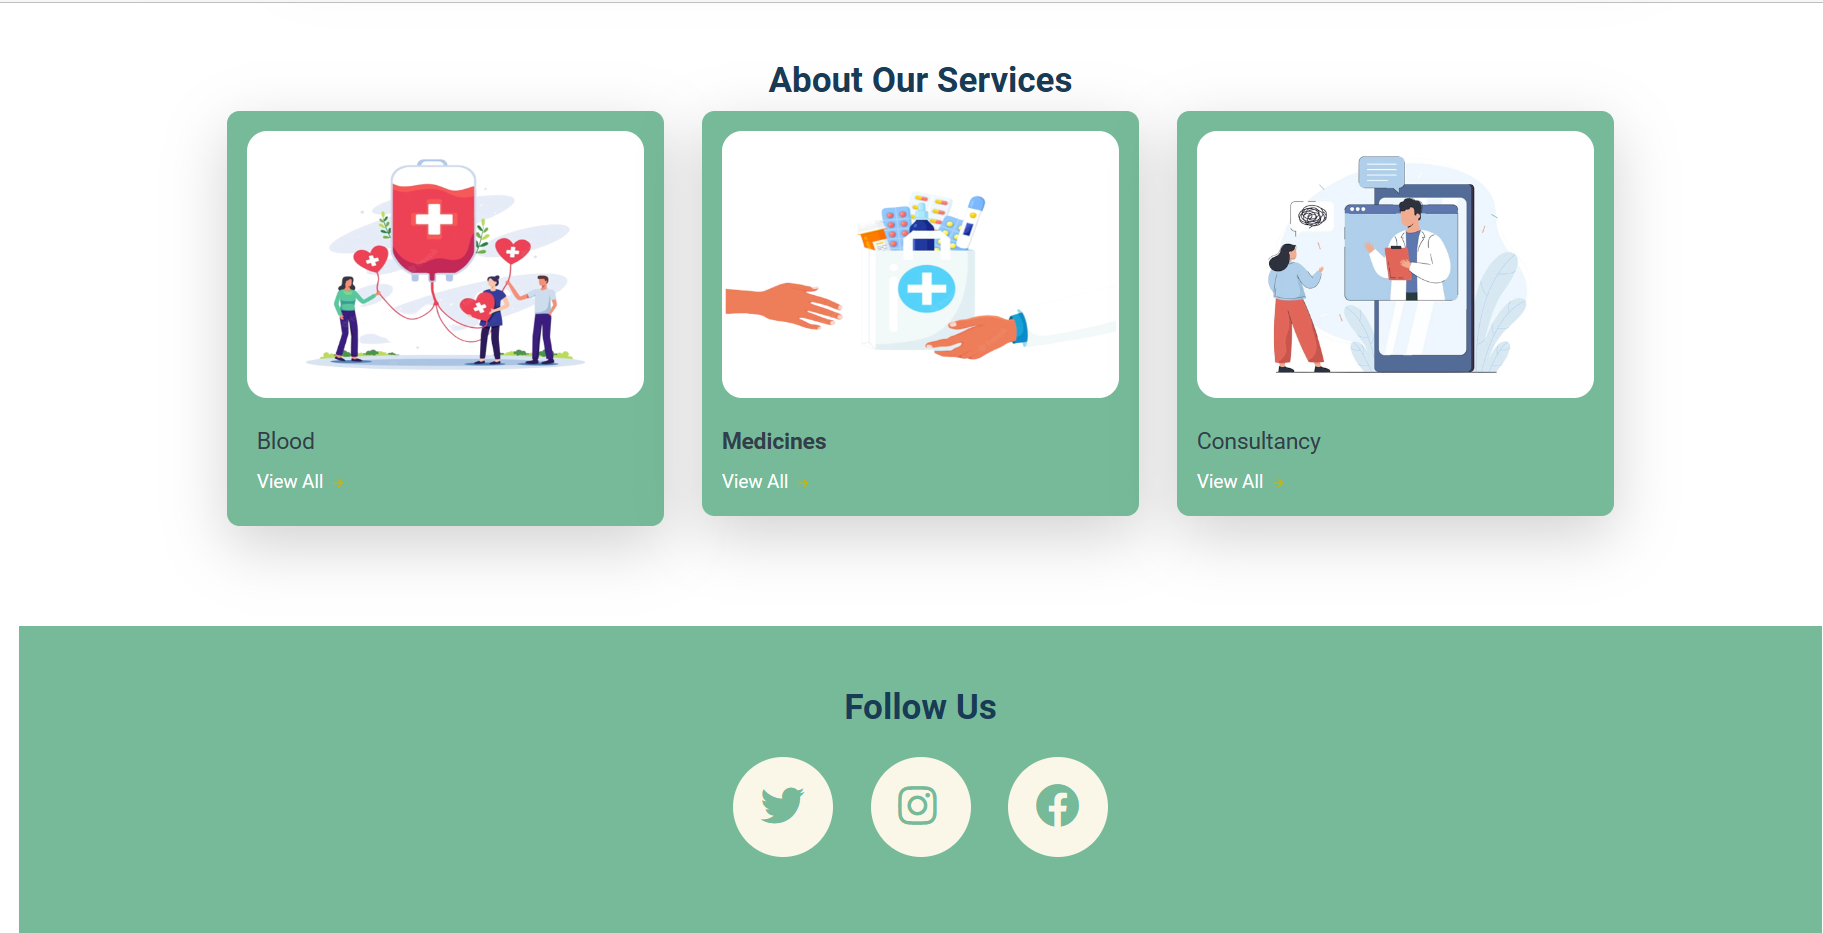 About Our Services
Blood
View All
Medicines
View All
Consultancy
View All
Follow Us